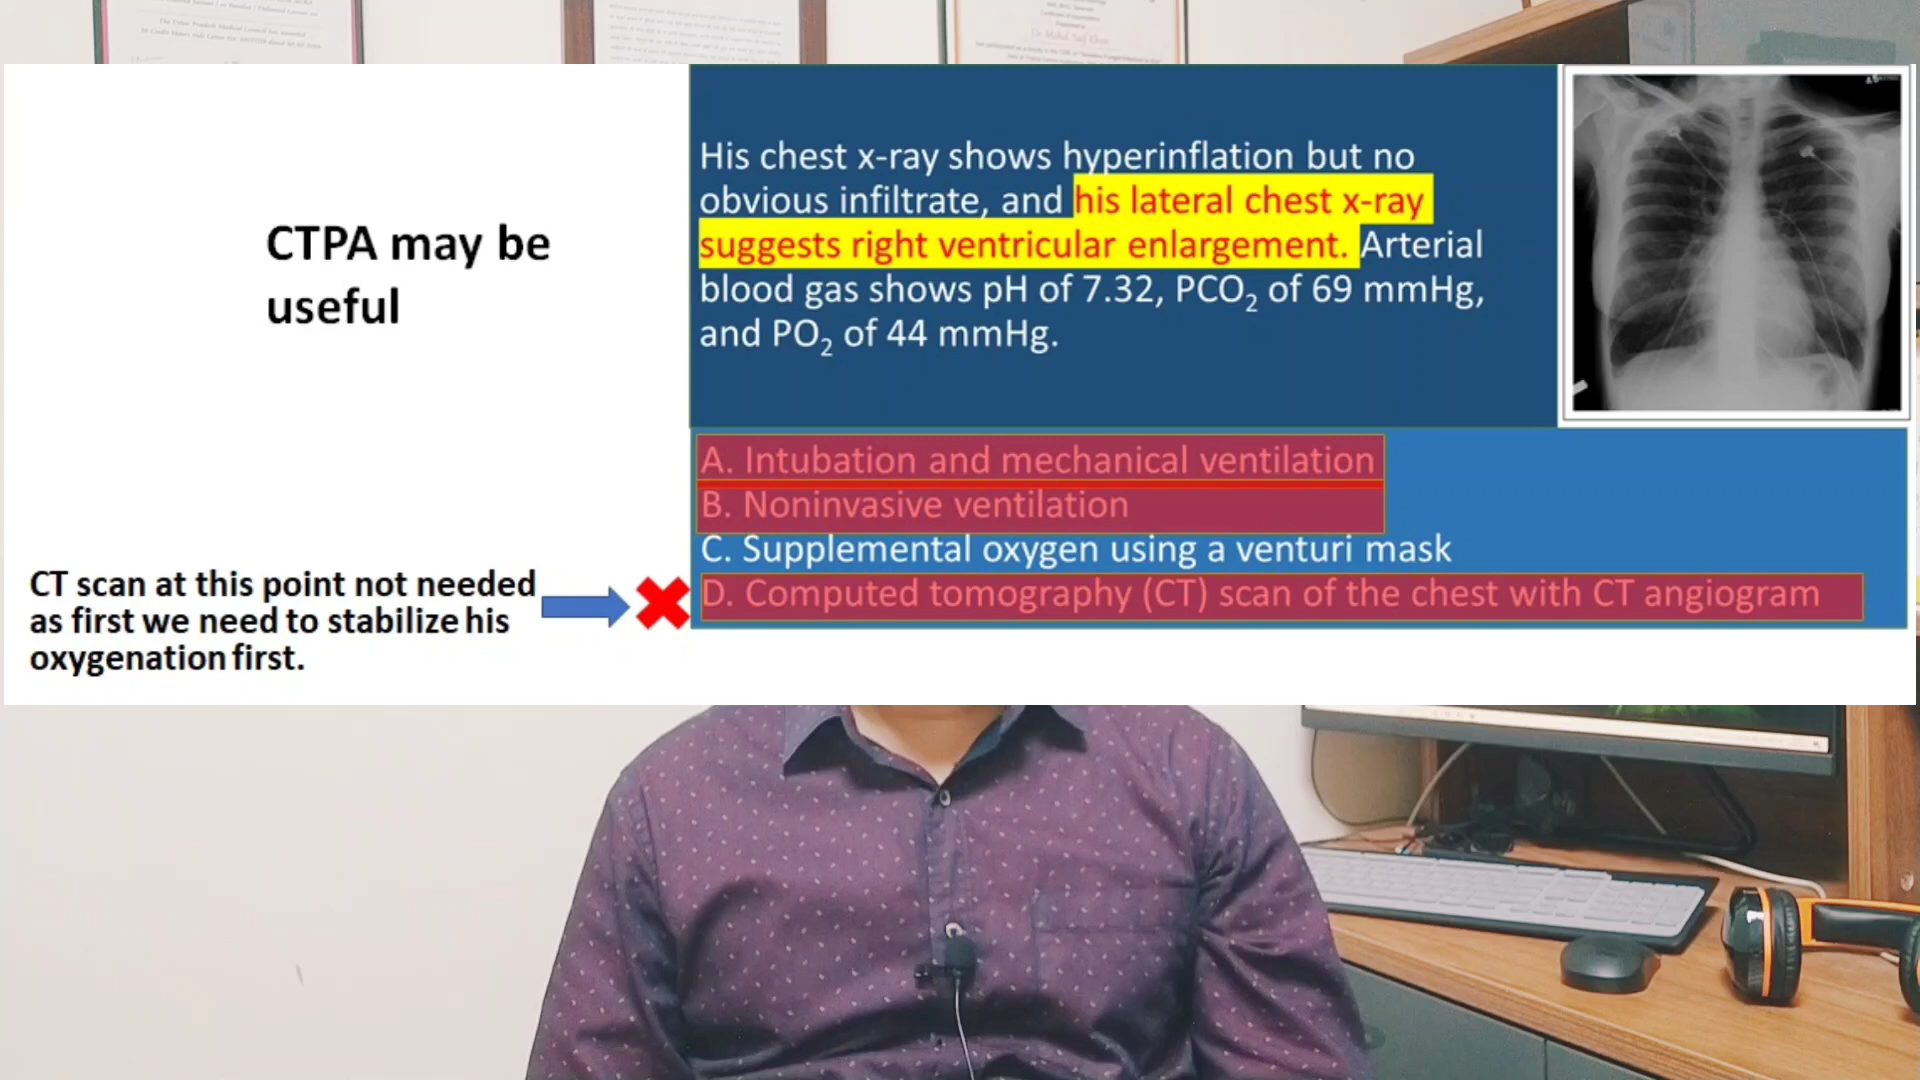 Dr. Mohd. Saif Khan
CTPA may be
useful
His chest x-ray shows hyperinflation but no
obvious infiltrate, and his lateral chest x-ray
suggests right ventricular enlargement. Arterial
blood gas shows pH of 7.32, PCO2 of 69 mmHg,
and PO2 of 44 mmHg.
A. Intubation and mechanical ventilation
B. Noninvasive ventilation
C. Supplemental oxygen using a venturi mask
D. Computed tomography (CT) scan of the chest with CT angiogram
CT scan at this point not needed
as first we need to stabilize his
oxygenation first.